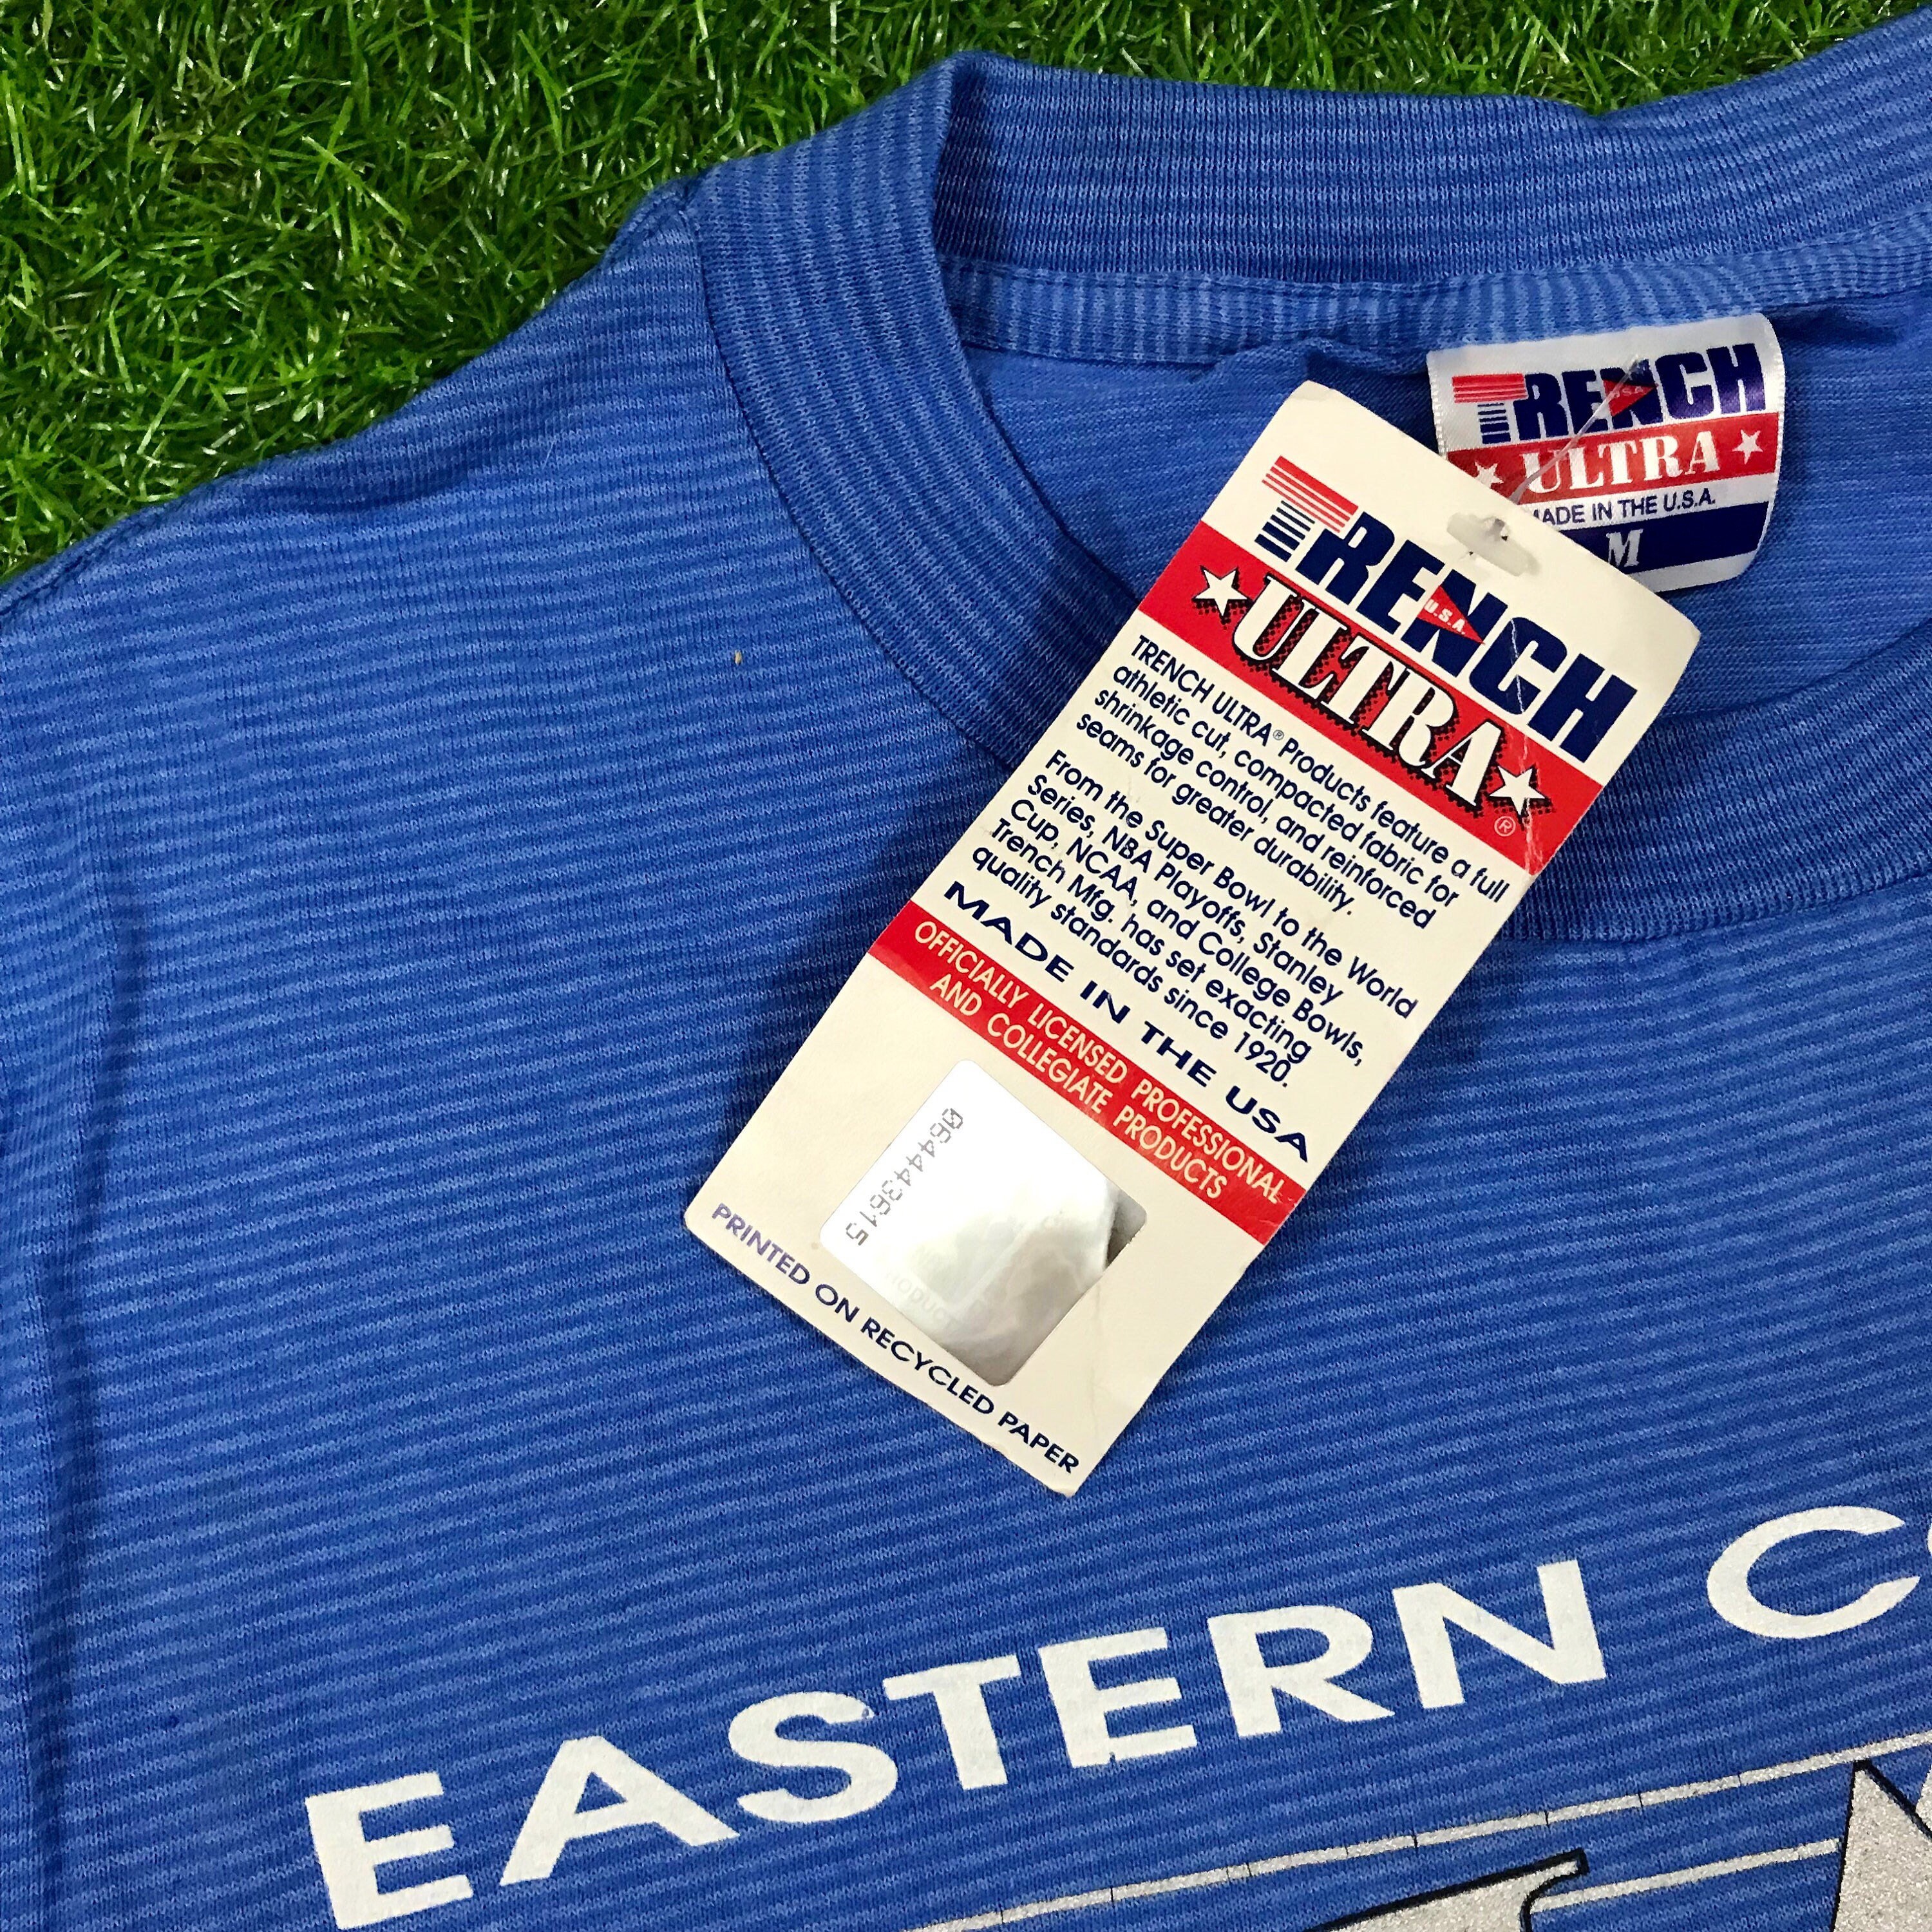 TRENCH
U.S.A.
ULTRA
MADE IN THE U.S.A.
M
TRENCH
U.S.A.
ULTRA®
TRENCH ULTRA® Products feature a full
athletic cut, compacted fabric for
shrinkage control, and reinforced
seams for greater durability.
From the Super Bowl to the World
Series, NBA Playoffs, Stanley
Cup, NCAA, and College Bowls,
Trench Mfg. has set exacting
quality standards since 1920.
MADE IN THE USA
OFFICIALLY LICENSED PROFESSIONAL
AND COLLEGIATE PRODUCTS
064443615
PRINTED ON RECYCLED PAPER
EASTERN